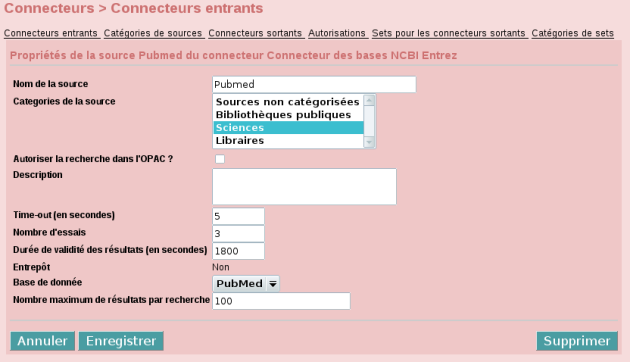 Connecteurs > Connecteurs entrants
Connecteurs entrants Catégories de sources Connecteurs sortants Autorisations Sets pour les connecteurs sortants Catégories de sets
Propriétés de la source Pubmed du connecteur Connecteur des bases NCBI Entrez
Nom de la source Pubmed
Categories de la source Sources non catégorisées
Bibliothèques publiques
Sciences
Libraires
Autoriser la recherche dans l'OPAC ?
Description
Time-out (en secondes) 5
Nombre d'essais 3
Durée de validité des résultats (en secondes) 1800
Entrepôt Non
Base de donnée PubMed
Nombre maximum de résultats par recherche 100
Annuler Enregistrer Supprimer